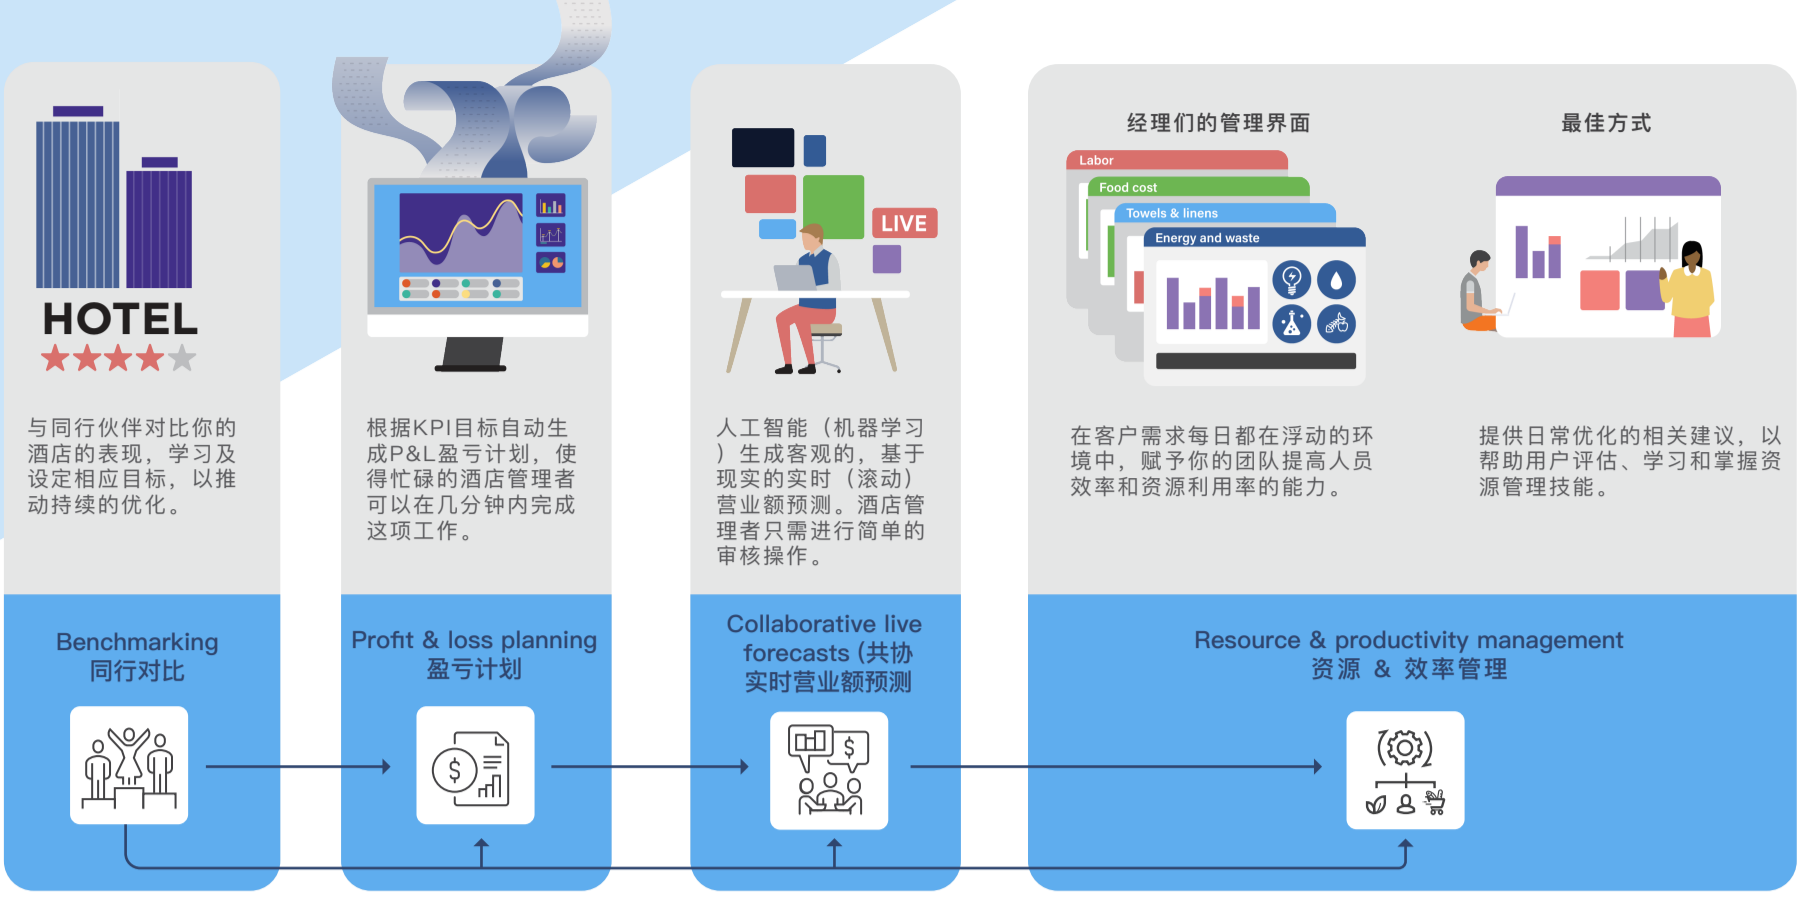 HOTEL
与同行伙伴对比你的
酒店的表现，学习及
设定相应目标，以推
动持续的优化。
Benchmarking
同行对比
根据KPI目标自动生
成P&L盈亏计划，使
得忙碌的酒店管理者
可以在几分钟内完成
这项工作。
Profit & loss planning
盈亏计划
LIVE
人工智能（机器学习
）生成客观的，基于
现实的实时（滚动）
营业额预测。酒店管
理者只需进行简单的
审核操作。
Collaborative live
forecasts (共协
实时营业额预测
经理们的管理界面
Labor
Food cost
Towels & linens
Energy and waste
在客户需求每日都在浮动的环
境中，赋予你的团队提高人员
效率和资源利用率的能力。
最佳方式
提供日常优化的相关建议，以
帮助用户评估、学习和掌握资
源管理技能。
Resource & productivity management
资源 & 效率管理